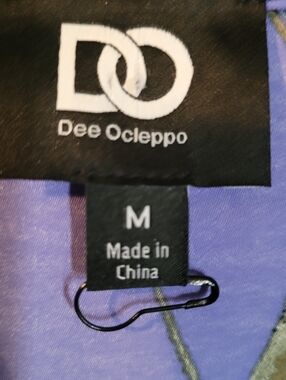 DO
Dee Ocleppo
M
Made in
China